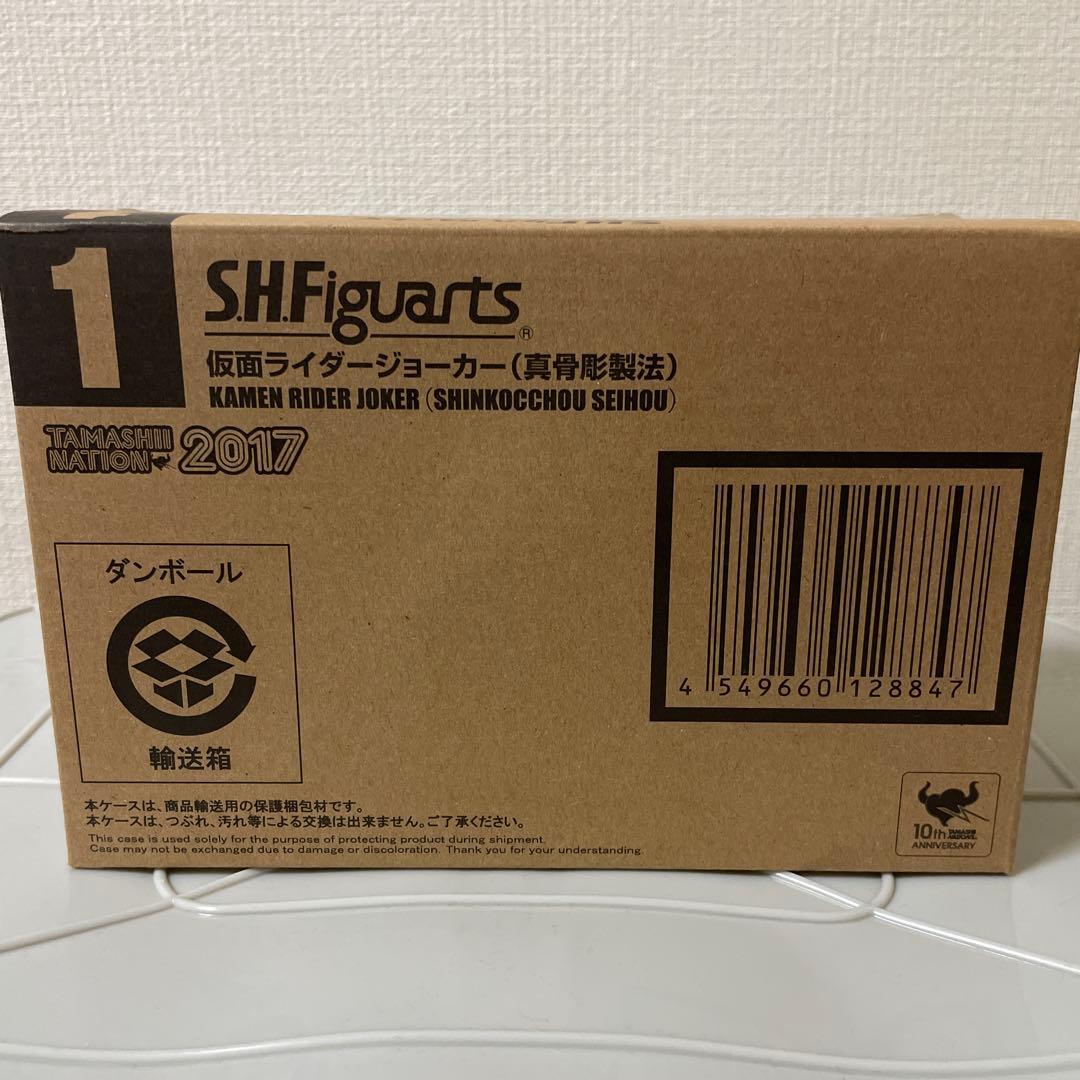 1
S.H.Figuarts®
仮面ライダージョーカー(真骨彫製法)
KAMEN RIDER JOKER (SHINKOCCHOU SEIHOU)
TAMASHII
NATION 2017
4 549660 128847
ダンボール
輸送箱
本ケースは、商品輸送用の保護梱包材です。
本ケースは、つぶれ、汚れ等による交換は出来ません。ご了承ください。
This case is used solely for the purpose of protecting product during shipment.
Case may not be exchanged due to damage or discoloration. Thank you for your understanding.
10th TAMASHII
NATIONS
ANNIVERSARY